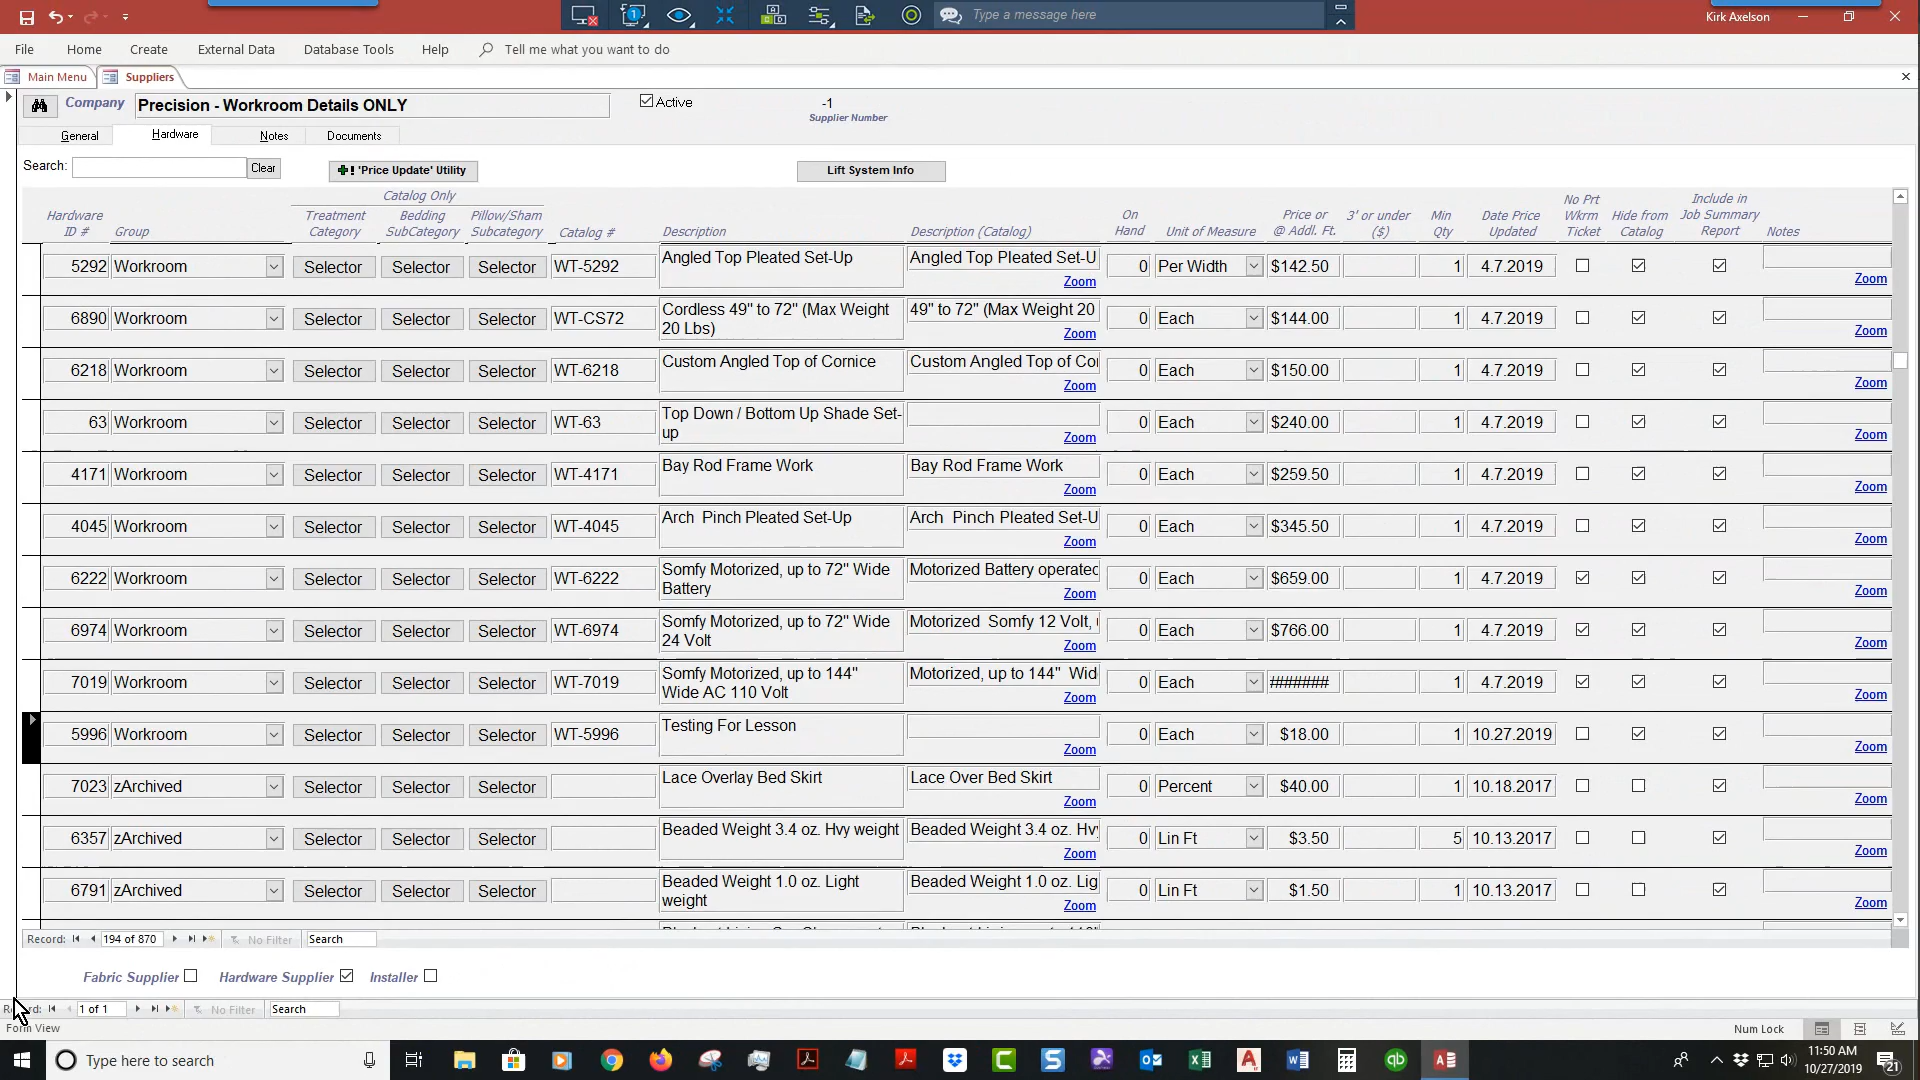 1
Type a message here
Kirk Axelson
File Home Create External Data Database Tools Help Tell me what you want to do
Main Menu Suppliers
Company Precision - Workroom Details ONLY Active -1
Supplier Number
General Hardware Notes Documents
Search: Clear ! 'Price Update' Utility Lift System Info
Catalog Only
Hardware ID # Group Treatment Category Bedding SubCategory Pillow/Sham Subcategory Catalog # Description Description (Catalog) On Hand Unit of Measure Price or @ Addl. Ft. 3' or under ($) Min Qty Date Price Updated No Prt Wkrm Ticket Hide from Catalog Include in Job Summary Report Notes
5292 Workroom Selector Selector Selector WT-5292 Angled Top Pleated Set-Up Angled Top Pleated Set-U Zoom 0 Per Width $142.50 1 4.7.2019 Zoom
6890 Workroom Selector Selector Selector WT-CS72 Cordless 49" to 72" (Max Weight 20 Lbs) 49" to 72" (Max Weight 20 Zoom 0 Each $144.00 1 4.7.2019 Zoom
6218 Workroom Selector Selector Selector WT-6218 Custom Angled Top of Cornice Custom Angled Top of Co Zoom 0 Each $150.00 1 4.7.2019 Zoom
63 Workroom Selector Selector Selector WT-63 Top Down / Bottom Up Shade Set-up Zoom 0 Each $240.00 1 4.7.2019 Zoom
4171 Workroom Selector Selector Selector WT-4171 Bay Rod Frame Work Bay Rod Frame Work Zoom 0 Each $259.50 1 4.7.2019 Zoom
4045 Workroom Selector Selector Selector WT-4045 Arch Pinch Pleated Set-Up Arch Pinch Pleated Set-U Zoom 0 Each $345.50 1 4.7.2019 Zoom
6222 Workroom Selector Selector Selector WT-6222 Somfy Motorized, up to 72" Wide Battery Motorized Battery operated Zoom 0 Each $659.00 1 4.7.2019 Zoom
6974 Workroom Selector Selector Selector WT-6974 Somfy Motorized, up to 72" Wide 24 Volt Motorized Somfy 12 Volt, Zoom 0 Each $766.00 1 4.7.2019 Zoom
7019 Workroom Selector Selector Selector WT-7019 Somfy Motorized, up to 144" Wide AC 110 Volt Motorized, up to 144" Wid Zoom 0 Each ####### 1 4.7.2019 Zoom
5996 Workroom Selector Selector Selector WT-5996 Testing For Lesson Zoom 0 Each $18.00 1 10.27.2019 Zoom
7023 zArchived Selector Selector Selector Lace Overlay Bed Skirt Lace Over Bed Skirt Zoom 0 Percent $40.00 1 10.18.2017 Zoom
6357 zArchived Selector Selector Selector Beaded Weight 3.4 oz. Hvy weight Beaded Weight 3.4 oz. Hv Zoom 0 Lin Ft $3.50 5 10.13.2017 Zoom
6791 zArchived Selector Selector Selector Beaded Weight 1.0 oz. Light weight Beaded Weight 1.0 oz. Lig Zoom 0 Lin Ft $1.50 1 10.13.2017 Zoom
Record: 194 of 870 No Filter Search
Fabric Supplier Hardware Supplier Installer
1 of 1 No Filter Search
Form View Num Lock
Type here to search 11:50 AM
10/27/2019 21